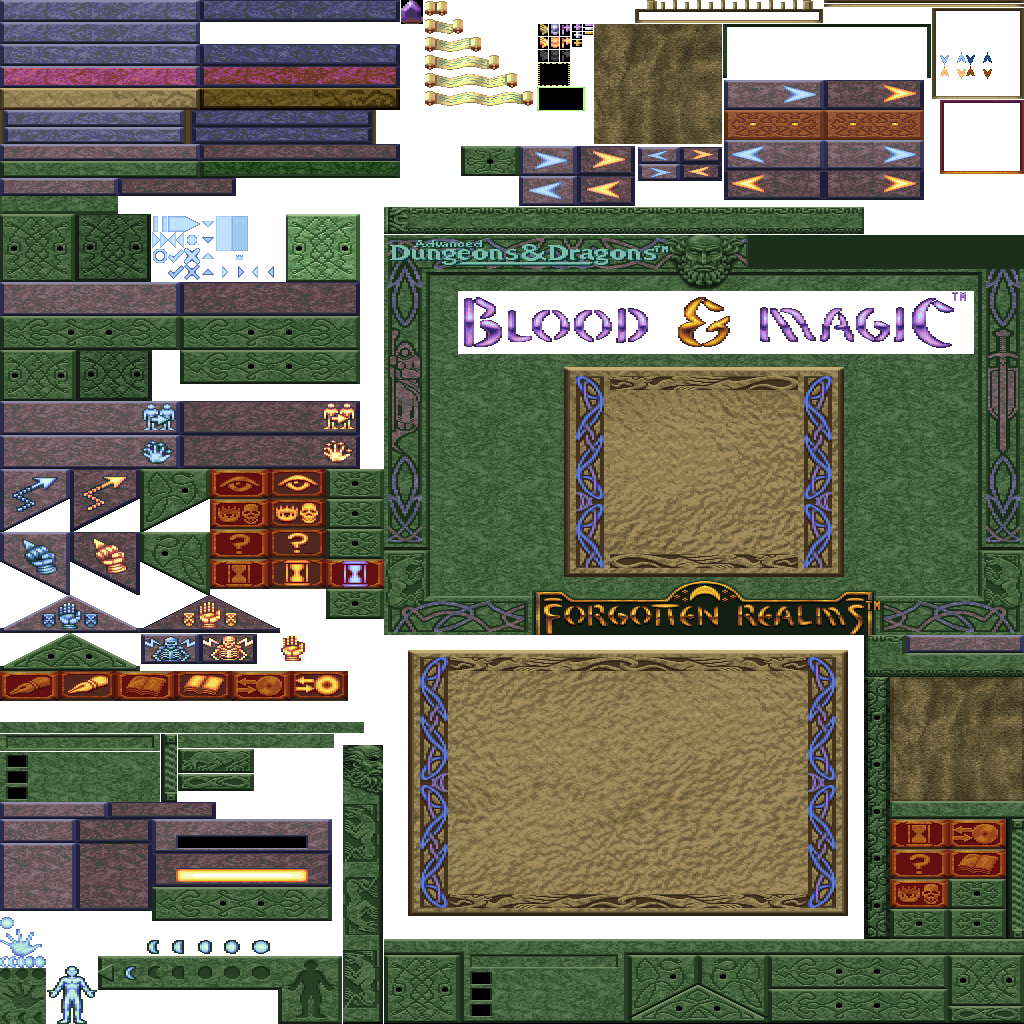 Advanced
Dungeons & Dragons™
BLOOD & MAGIC™
?
?
FORGOTTEN REALMS™
?